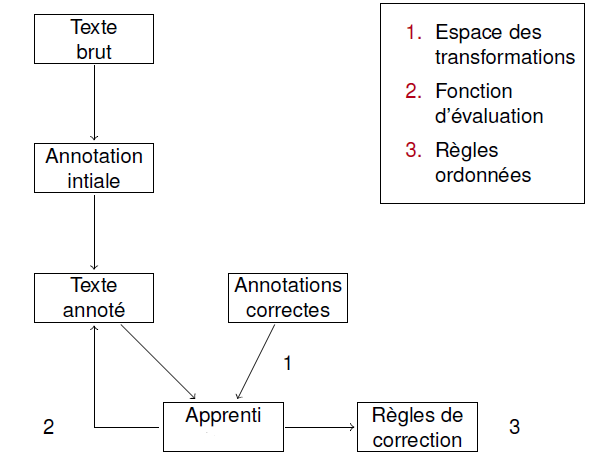 Texte
brut
1. Espace des
transformations
2. Fonction
d'évaluation
3. Règles
ordonnées
Annotation
intiale
Texte
annoté
Annotations
correctes
1
Apprenti
Règles de
correction
2
3